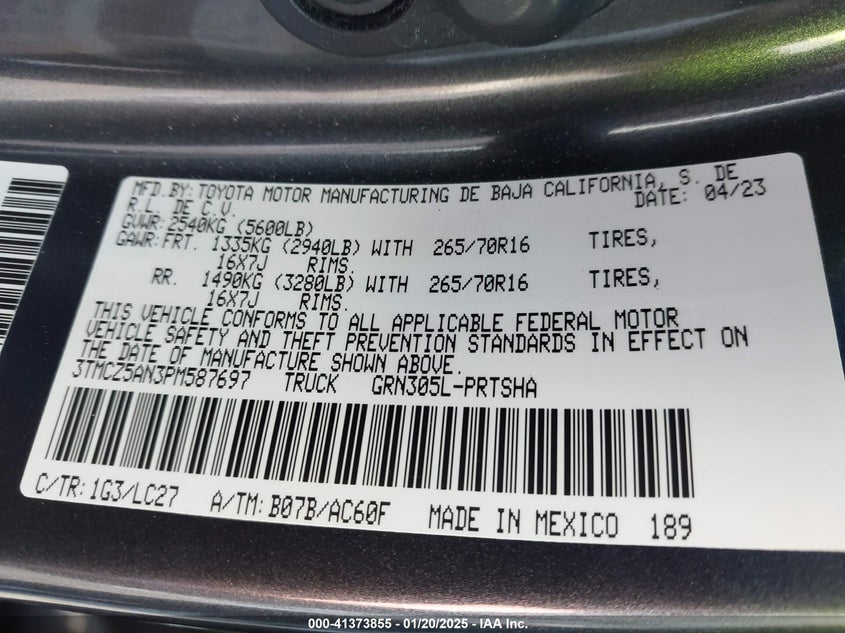 MFD.BY: TOYOTA MOTOR MANUFACTURING DE BAJA CALIFORNIA, S. DE
R.L. DE C.V. DATE: 04/23
GVWR: 2540KG (5600LB)
GAWR: FRT. 1335KG (2940LB) WITH 265/70R16 TIRES,
16X7J RIMS.
RR. 1490KG (3280LB) WITH 265/70R16 TIRES,
16X7J RIMS.
THIS VEHICLE CONFORMS TO ALL APPLICABLE FEDERAL MOTOR
VEHICLE SAFETY AND THEFT PREVENTION STANDARDS IN EFFECT ON
THE DATE OF MANUFACTURE SHOWN ABOVE.
3TMCZ5AN3PM587697 TRUCK GRN305L-PRTSHA
C/TR: 1G3/LC27 A/TM: B07B/AC60F MADE IN MEXICO 189
000-41373855 - 01/20/2025 - IAA Inc.